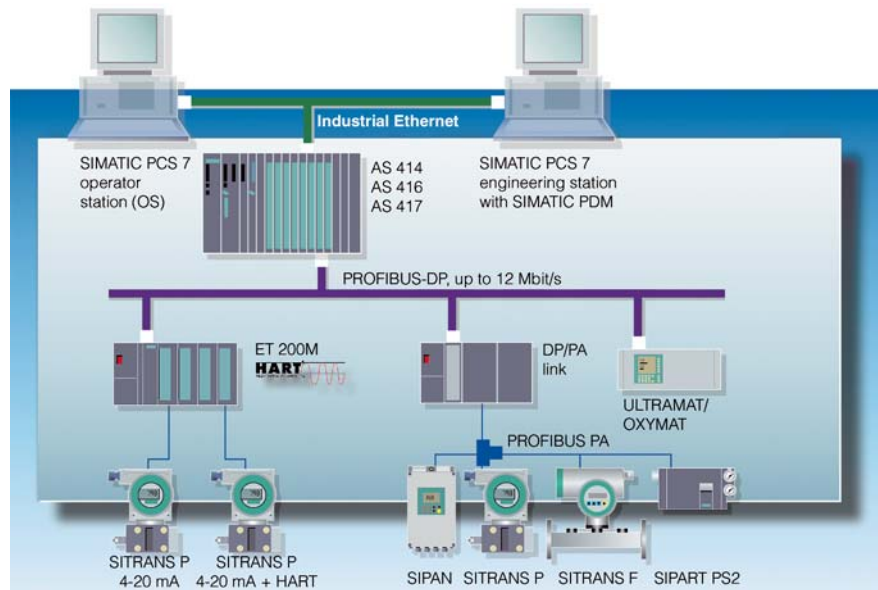 Industrial Ethernet
SIMATIC PCS 7
operator
station (OS)
AS 414
AS 416
AS 417
SIMATIC PCS 7
engineering station
with SIMATIC PDM
PROFIBUS-DP, up to 12 Mbit/s
ET 200M
HART
DP/PA
link
ULTRAMAT/
OXYMAT
PROFIBUS PA
SITRANS P
4-20 mA
SITRANS P
4-20 mA + HART
SIPAN
SITRANS P
SITRANS F
SIPART PS2